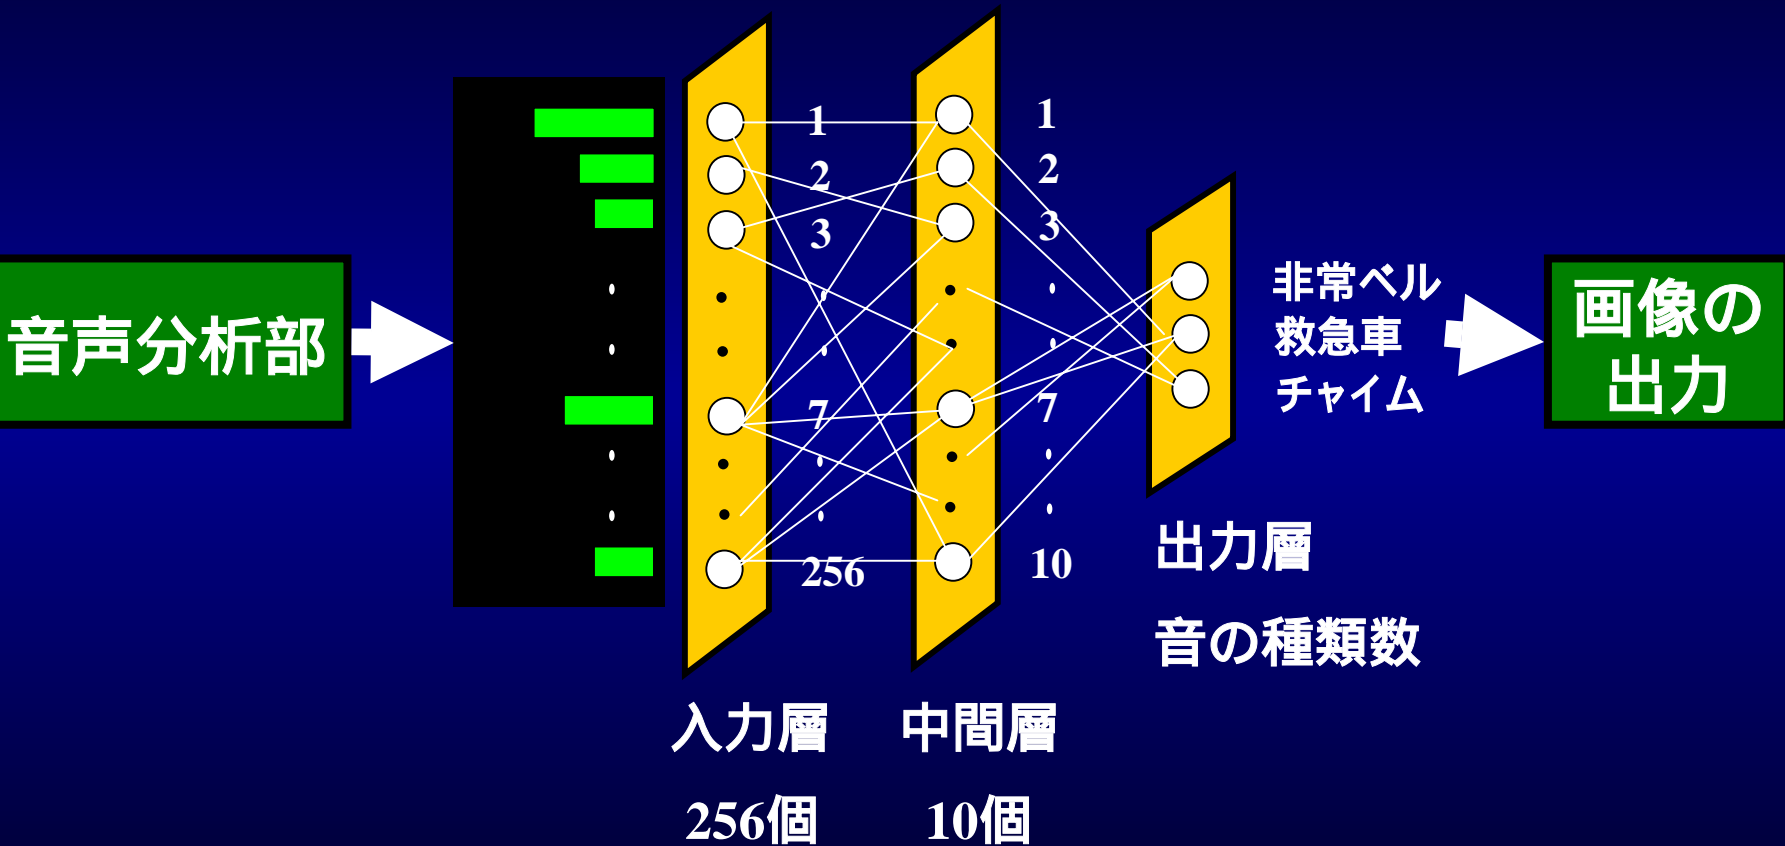 音声分析部
1
2
3
7
256
1
2
3
7
10
非常ベル
救急車
チャイム
画像の
出力
出力層
音の種類数
入力層
256個
中間層
10個